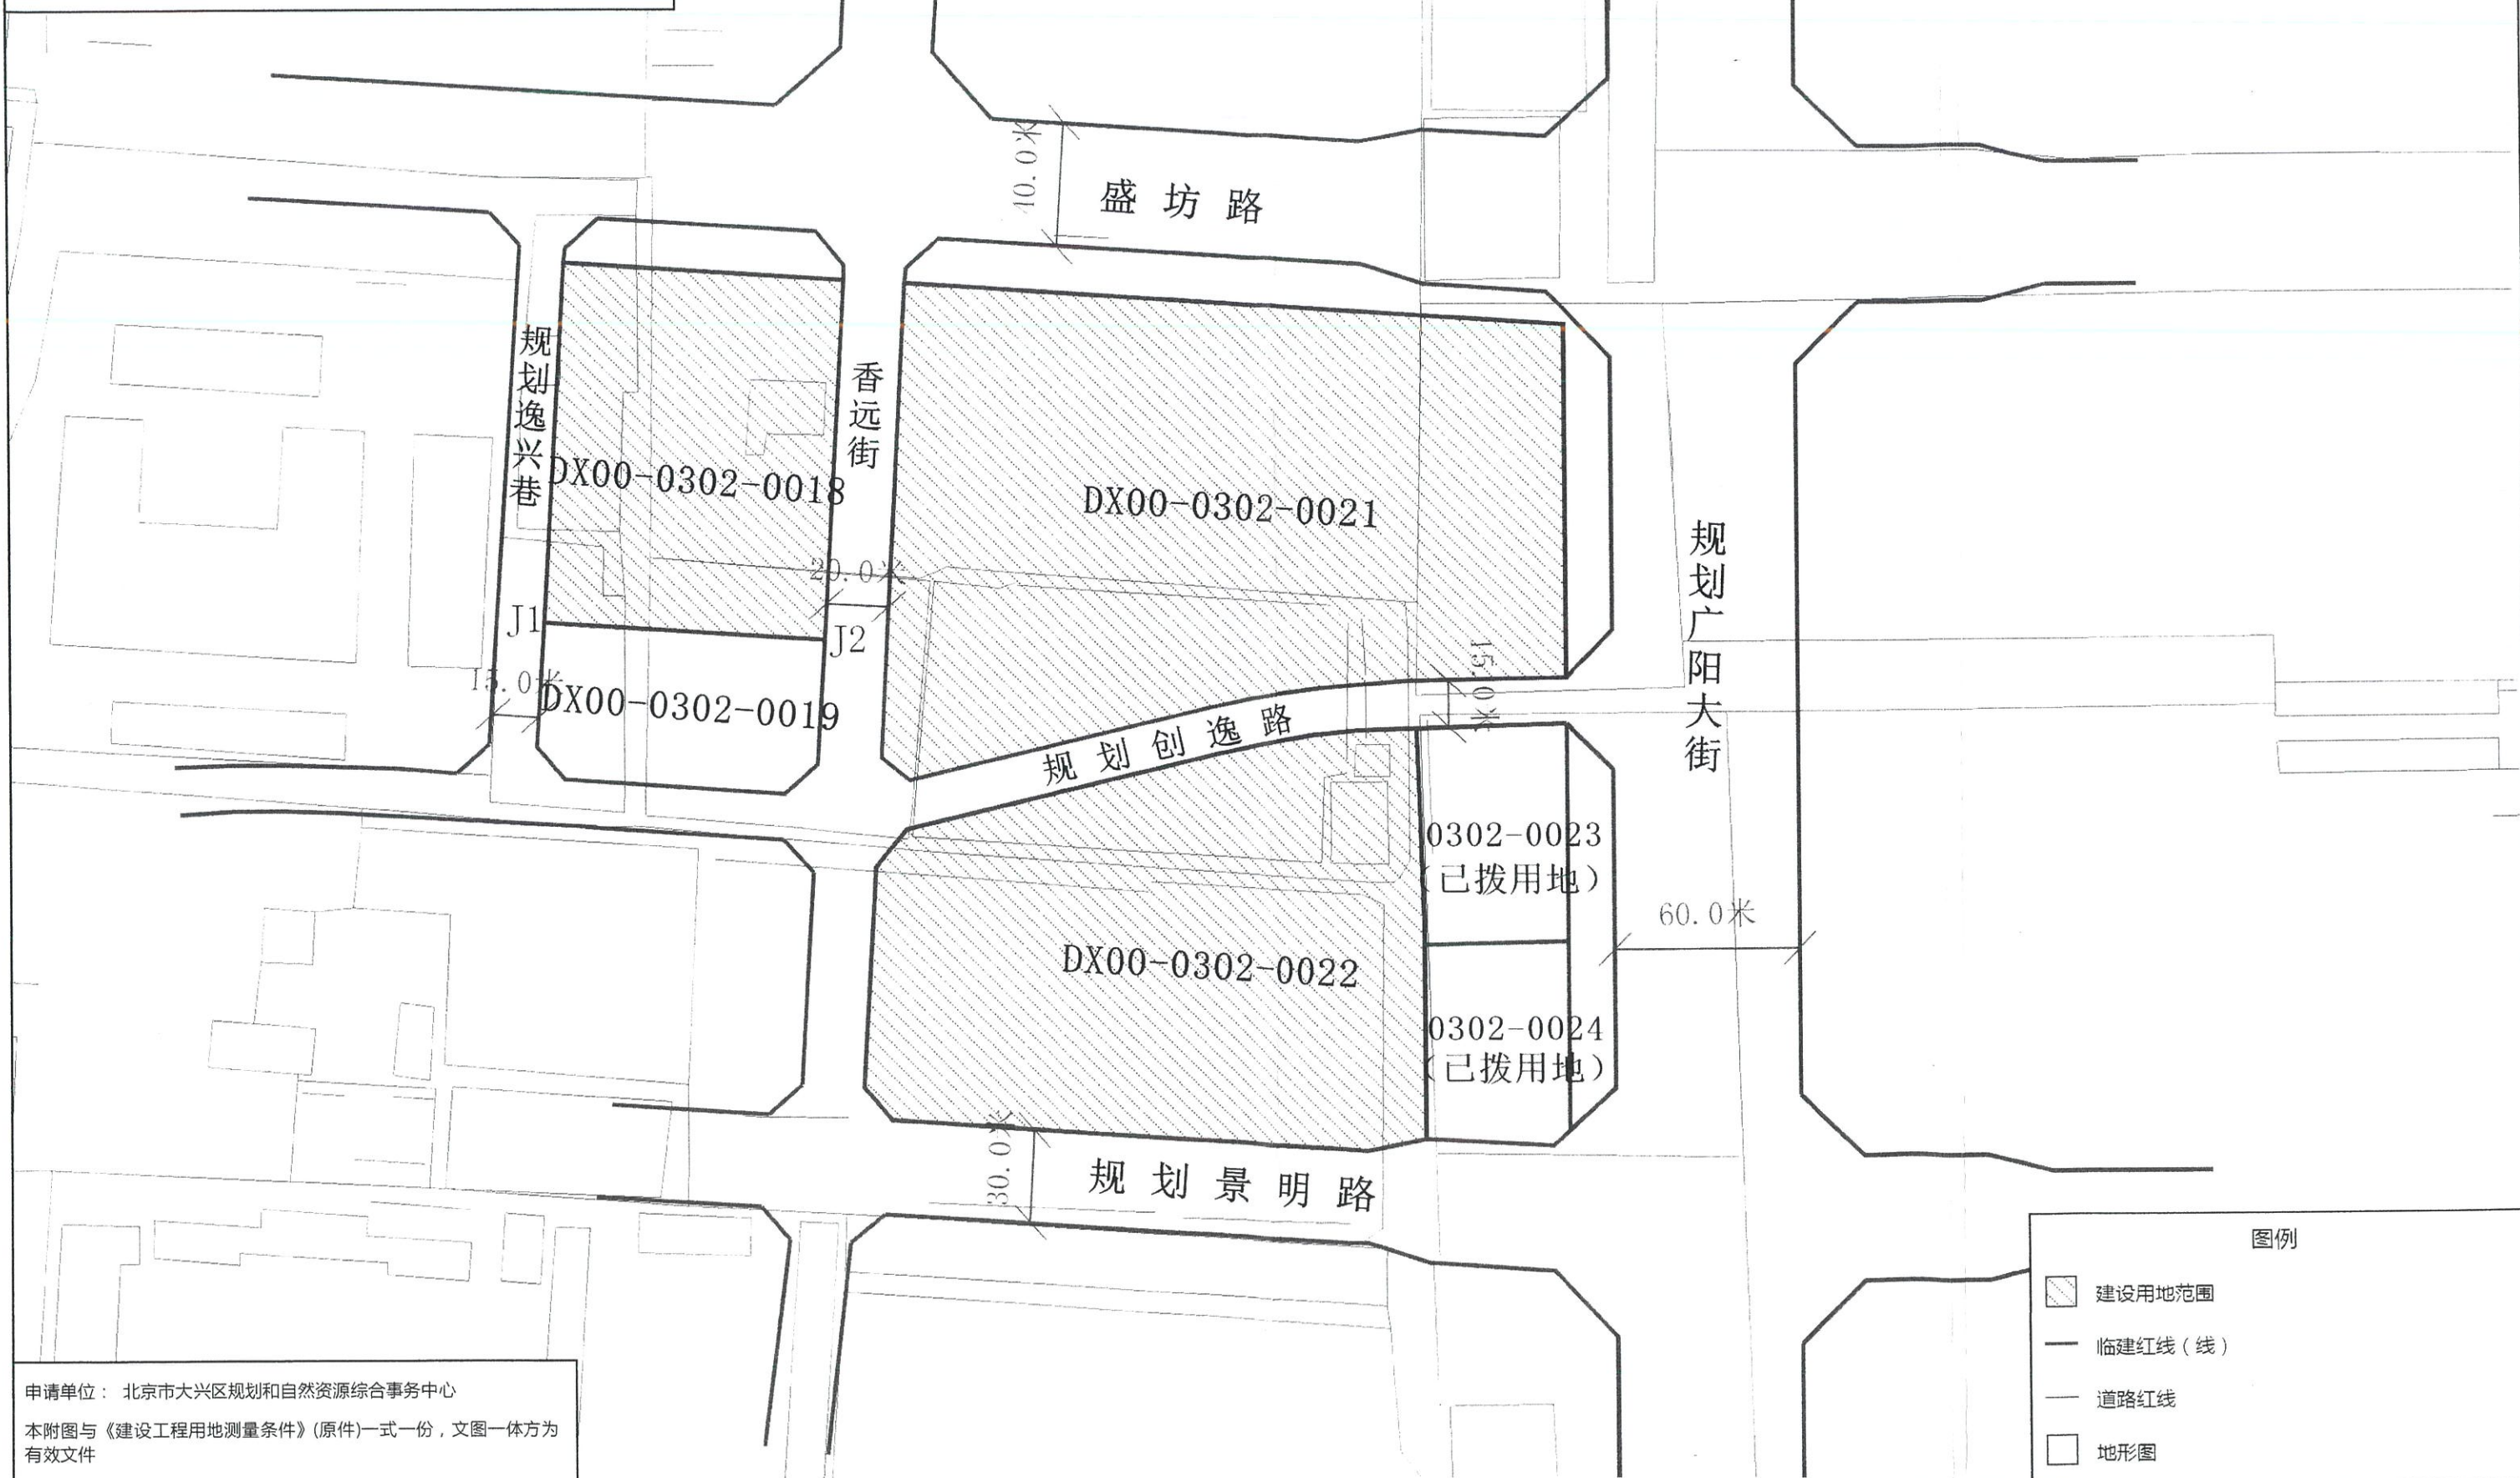 40.0米
盛坊路
规划逸兴巷
香远街
DX00-0302-0018
DX00-0302-0021
规划广阳大街
20.0米
J1
J2
15.0米
15.0米
DX00-0302-0019
规划创逸路
0302-0023
（已拨用地）
60.0米
DX00-0302-0022
0302-0024
（已拨用地）
30.0米
规划景明路
图例
建设用地范围
临建红线（线）
道路红线
地形图
申请单位： 北京市大兴区规划和自然资源综合事务中心
本附图与《建设工程用地测量条件》(原件)一式一份，文图一体方为
有效文件